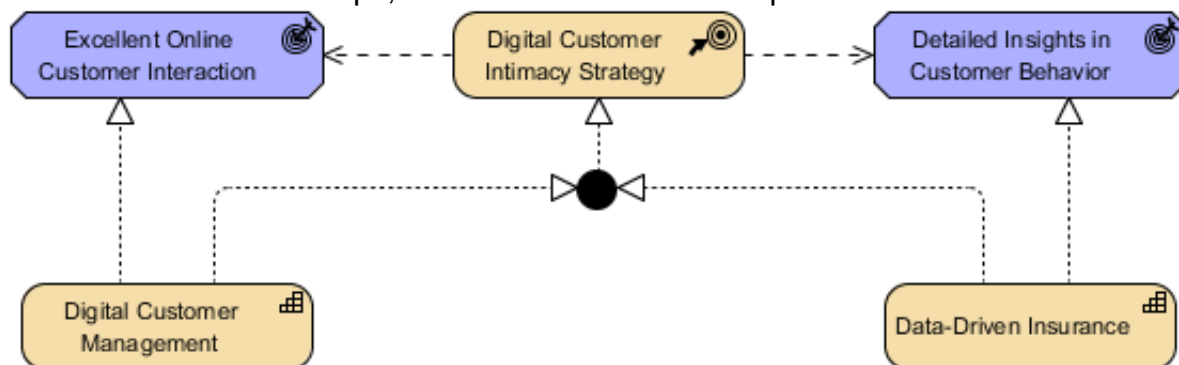 Excellent Online
Customer Interaction
Digital Customer
Intimacy Strategy
Detailed Insights in
Customer Behavior
Digital Customer
Management
Data-Driven Insurance